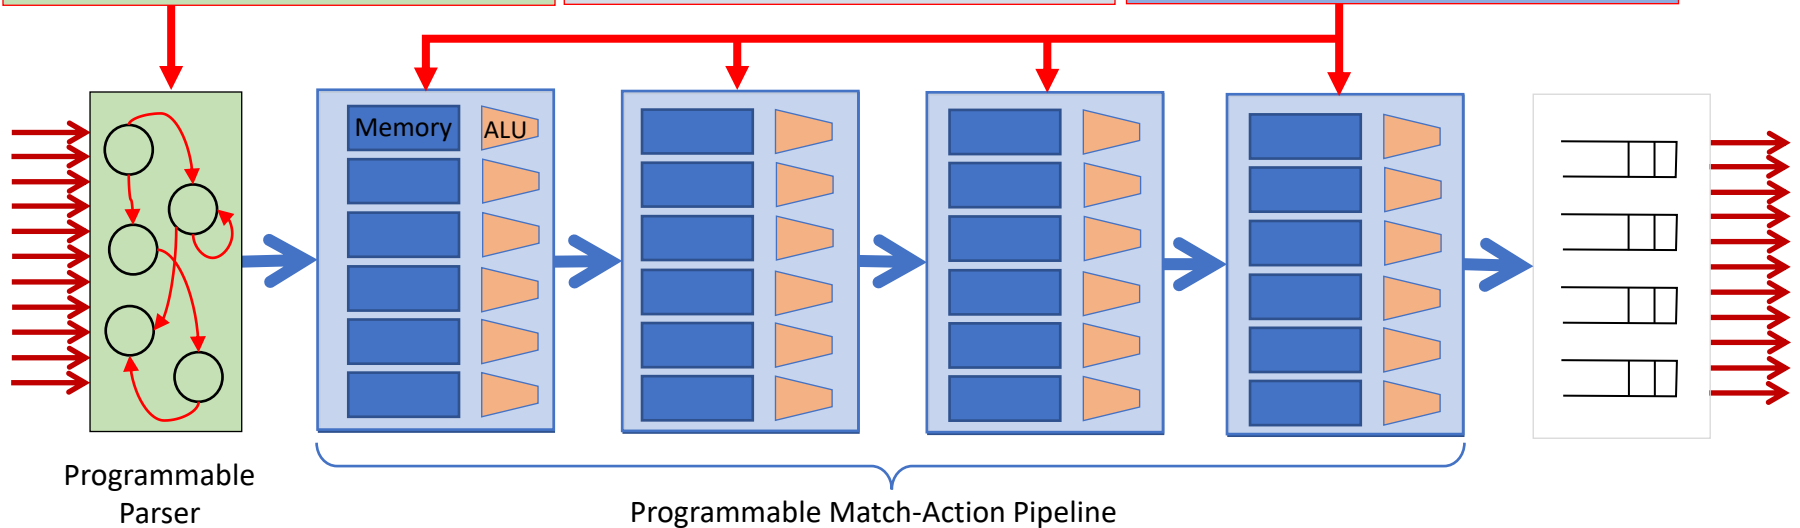 Memory
ALU
Programmable
Parser
Programmable Match-Action Pipeline